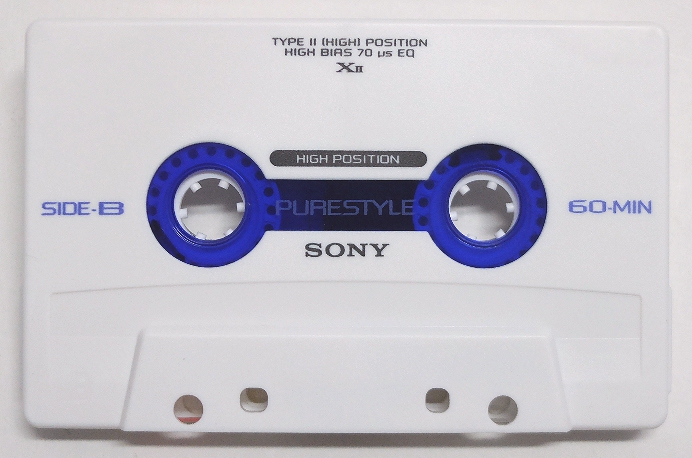 TYPE II (HIGH) POSITION
HIGH BIAS 70 µs EQ
XII
HIGH POSITION
SIDE-B
PURESTYLE
60-MIN
SONY